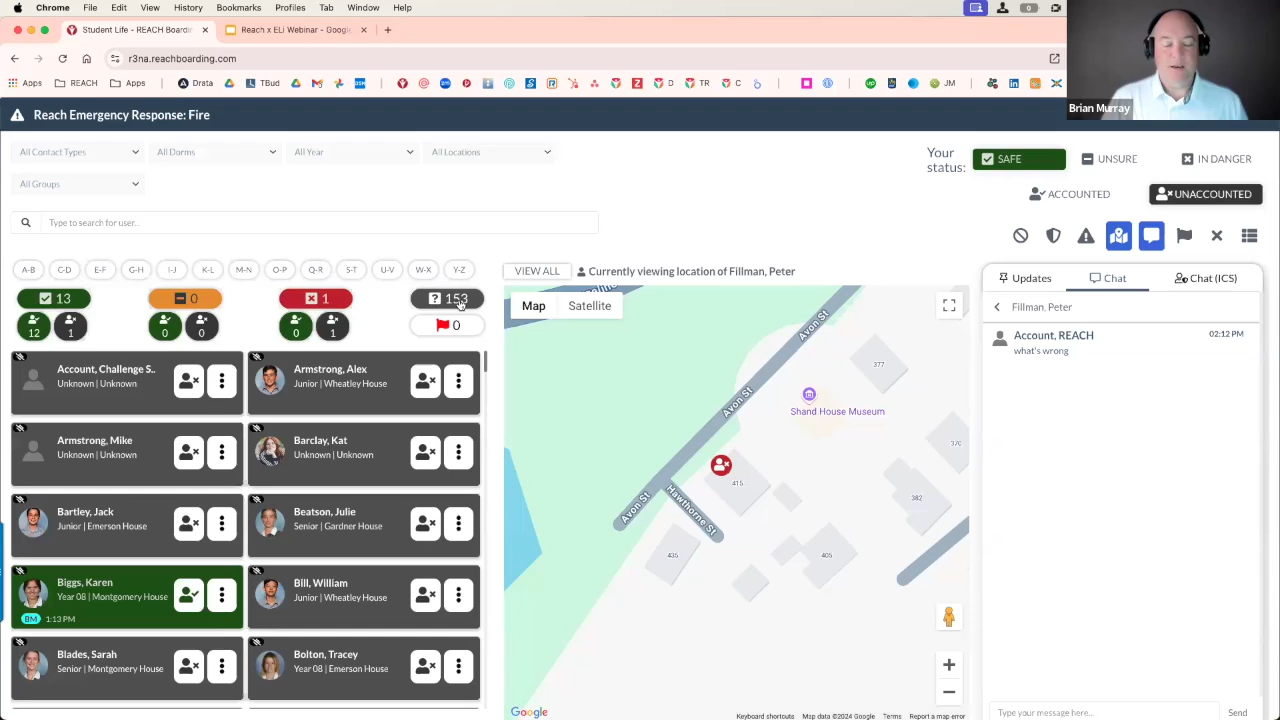 Chrome File Edit View History Bookmarks Profiles Tab Window Help
Student Life - REACH Boardin
Reach x ELi Webinar - Google
r3na.reachboarding.com
Apps REACH AMERICAS Drata TBud
D TR C JM
Brian Murray
Reach Emergency Response: Fire
All Contact Types All Dorms All Year All Locations
All Groups
Your status: SAFE UNSURE IN DANGER
ACCOUNTED UNACCOUNTED
Type to search for user...
A-B C-D E-F G-H I-J K-L M-N O-P Q-R S-T U-V W-X Y-Z
13 0 1 153
12 1 0 0 0 1 0
Account, Challenge S..
Unknown | Unknown
Armstrong, Alex
Junior | Wheatley House
Armstrong, Mike
Unknown | Unknown
Barclay, Kat
Unknown | Unknown
Bartley, Jack
Junior | Emerson House
Beatson, Julie
Senior | Gardner House
Biggs, Karen
Year 08 | Montgomery House
BM 1:13 PM
Bill, William
Junior | Wheatley House
Blades, Sarah
Senior | Montgomery House
Bolton, Tracey
Year 08 | Emerson House
VIEW ALL Currently viewing location of Fillman, Peter
Map Satellite
Avon St
377
Avon St
Shand House Museum
370
415
382
Avon St
Hawthorne St
435
405
Google
Keyboard shortcuts Map data ©2024 Google Terms Report a map error
Updates Chat Chat (ICS)
Fillman, Peter
Account, REACH 02:12 PM
what's wrong
Type your message here... Send